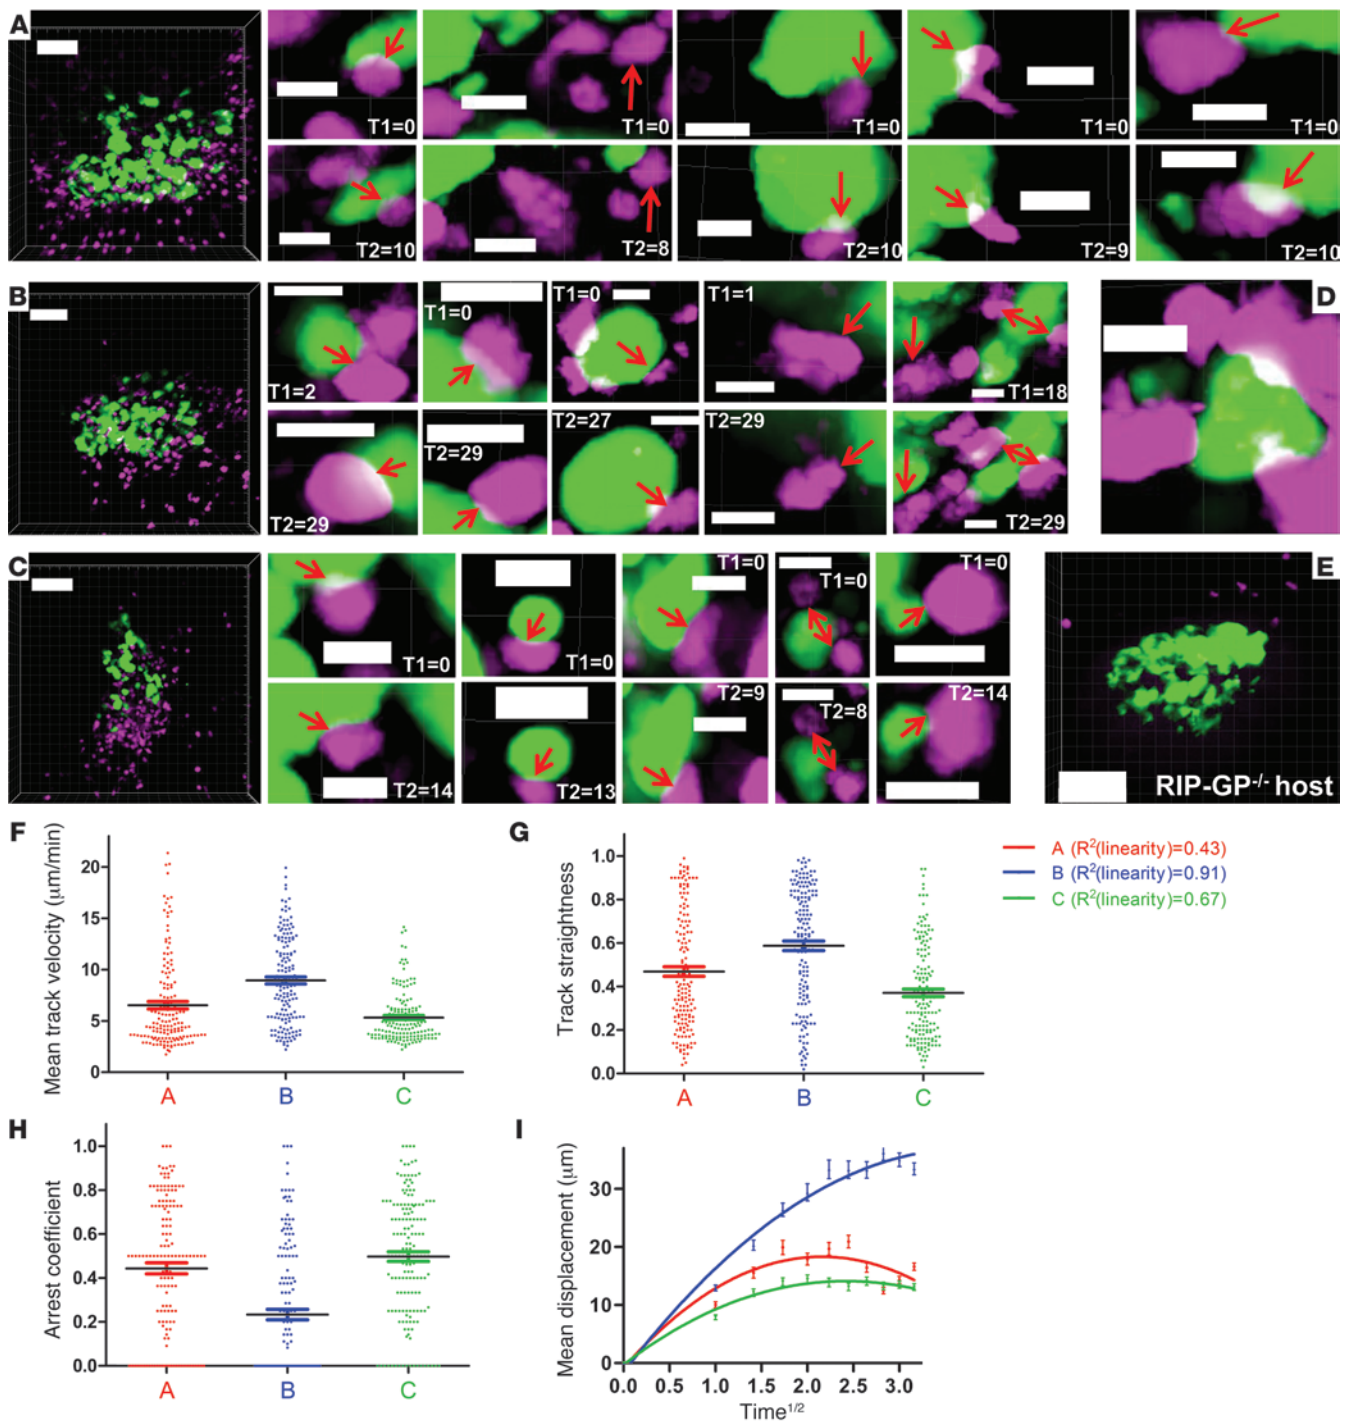 A
T1=0
T1=0
T1=0
T1=0
T1=0
T2=10
T2=8
T2=10
T2=9
T2=10
B
T1=2
T1=0
T1=0
T1=1
T1=18
D
T2=29
T2=29
T2=27
T2=29
T2=29
C
T1=0
T1=0
T1=0
T1=0
T1=0
E
T2=14
T2=13
T2=9
T2=8
T2=14
RIP-GP-/- host
F
Mean track velocity (μm/min)
20
15
10
5
0
A
B
C
G
Track straightness
1.0
0.8
0.6
0.4
0.2
0.0
A
B
C
A (R2(linearity)=0.43)
B (R2(linearity)=0.91)
C (R2(linearity)=0.67)
H
Arrest coefficient
1.0
0.8
0.6
0.4
0.2
0.0
A
B
C
I
Mean displacement (μm)
30
20
10
0
0.0 0.5 1.0 1.5 2.0 2.5 3.0
Time1/2